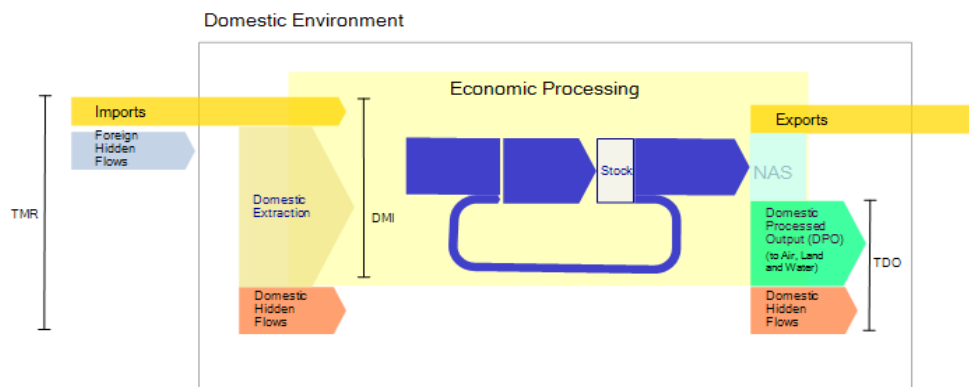 Domestic Environment
Economic Processing
Imports
Exports
Foreign
Hidden
Flows
Stock
NAS
Domestic
Extraction
TMR
DMI
Domestic
Processed
Output (DPO)
(to Air, Land
and Water)
TDO
Domestic
Hidden
Flows
Domestic
Hidden
Flows